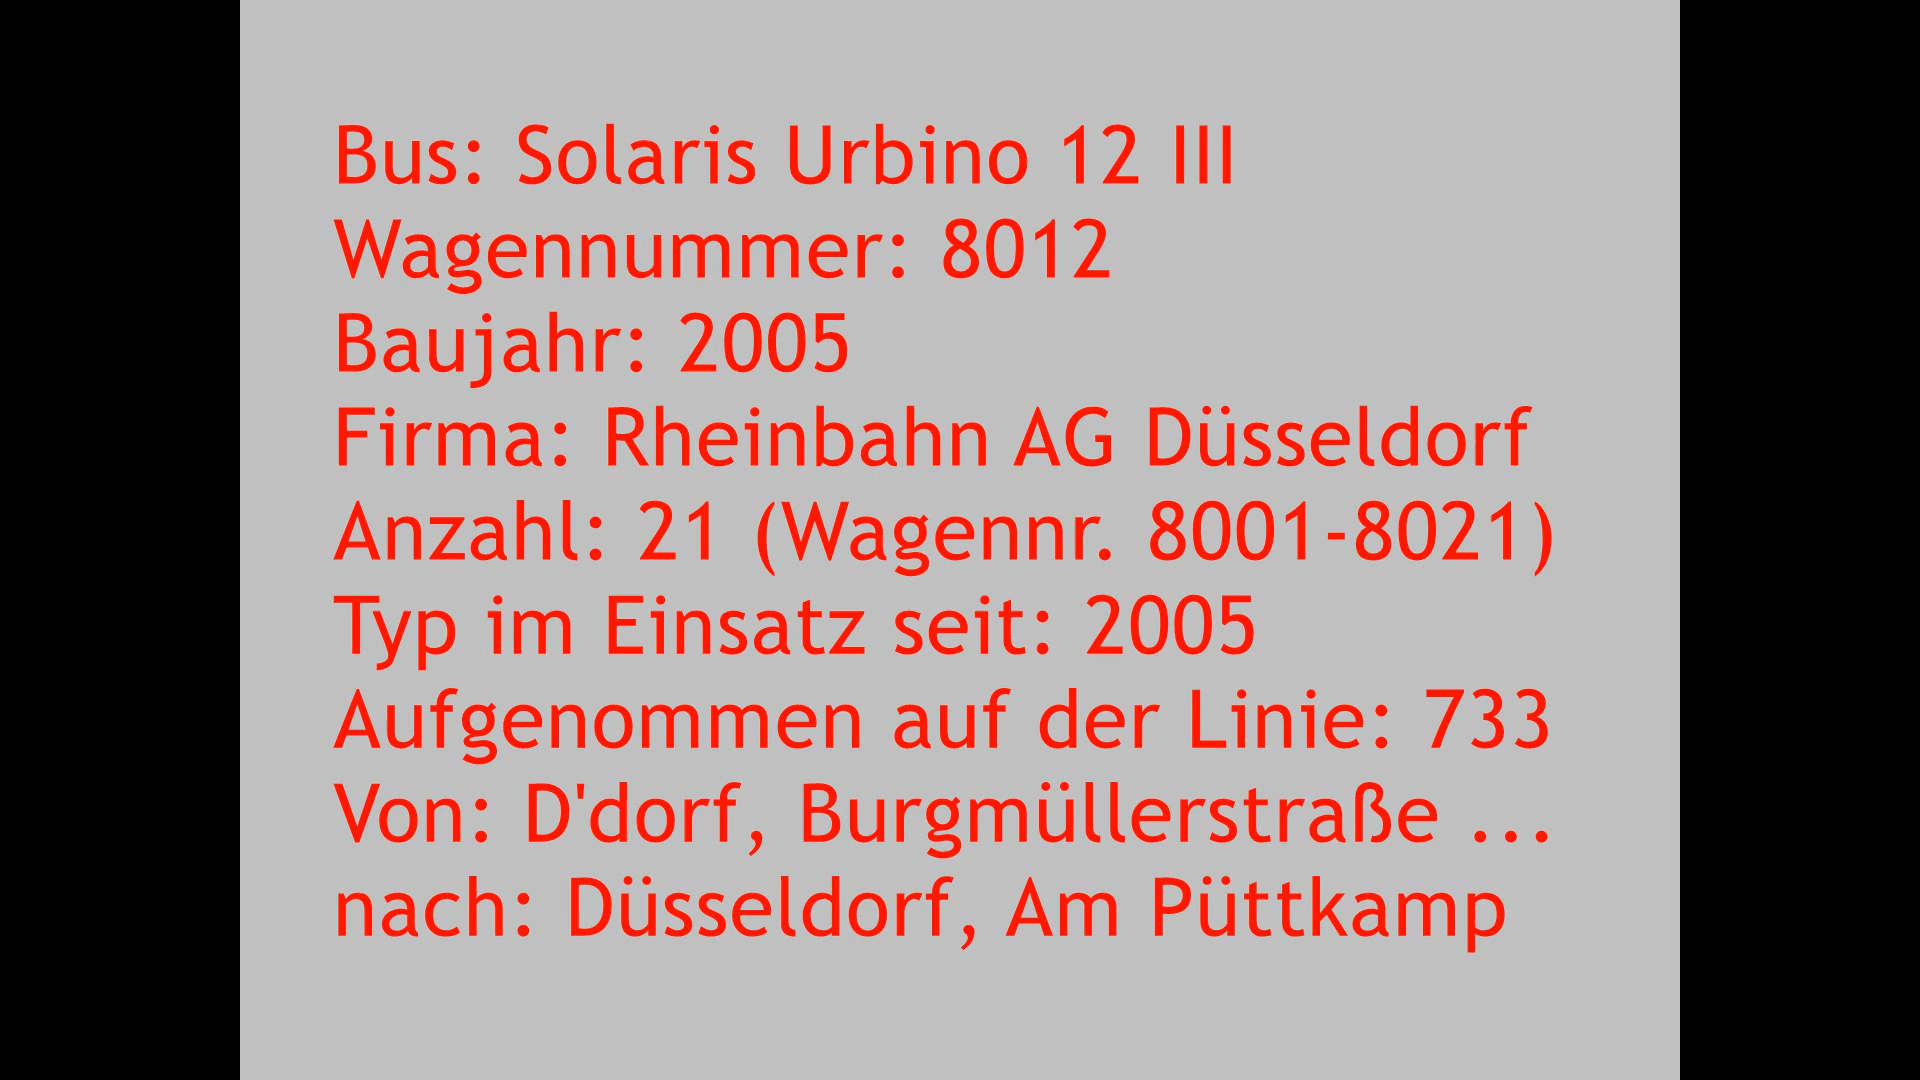 Bus: Solaris Urbino 12 III
Wagennummer: 8012
Baujahr: 2005
Firma: Rheinbahn AG Düsseldorf
Anzahl: 21 (Wagennr. 8001-8021)
Typ im Einsatz seit: 2005
Aufgenommen auf der Linie: 733
Von: D'dorf, Burgmüllerstraße ...
nach: Düsseldorf, Am Püttkamp